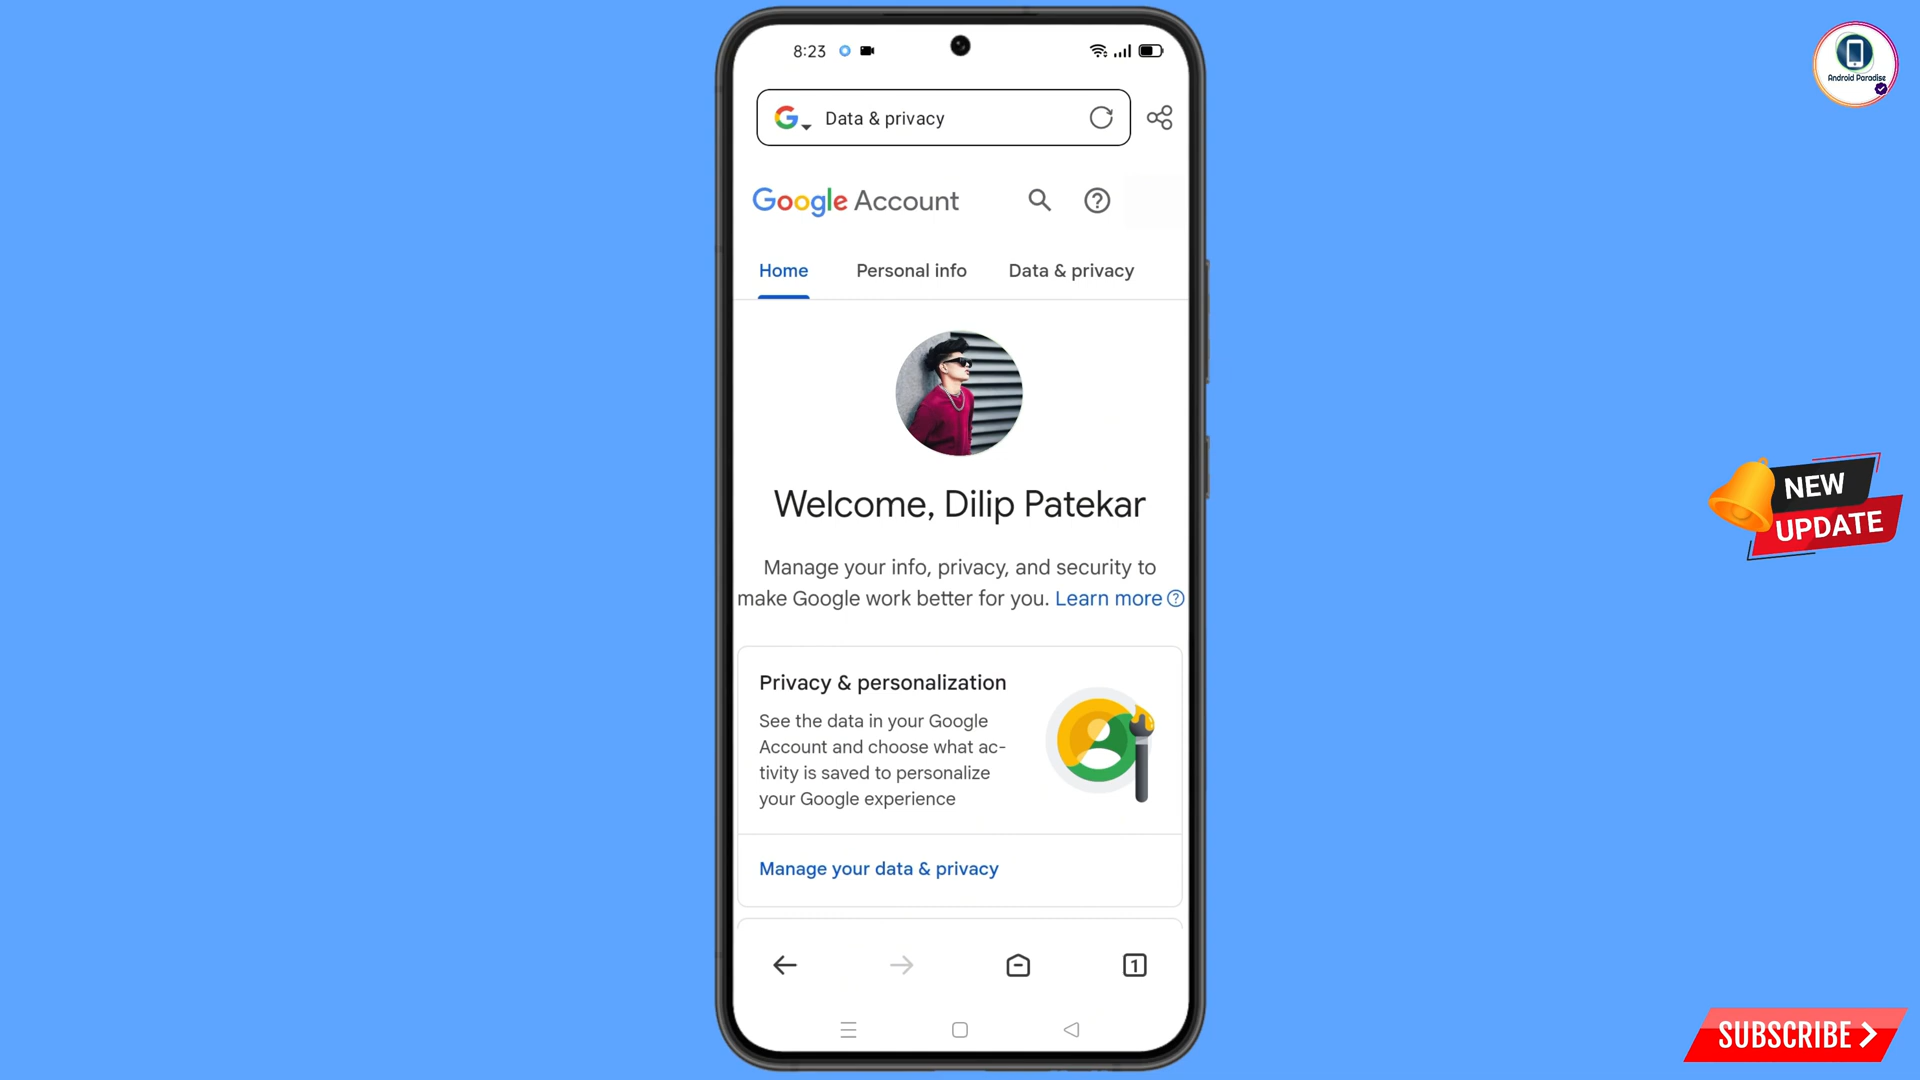 8:23
Data & privacy
Google Account
Home Personal info Data & privacy
Welcome, Dilip Patekar
Manage your info, privacy, and security to
make Google work better for you. Learn more
Privacy & personalization
See the data in your Google
Account and choose what ac-
tivity is saved to personalize
your Google experience
Manage your data & privacy
1
Android Paradise
NEW
UPDATE
SUBSCRIBE